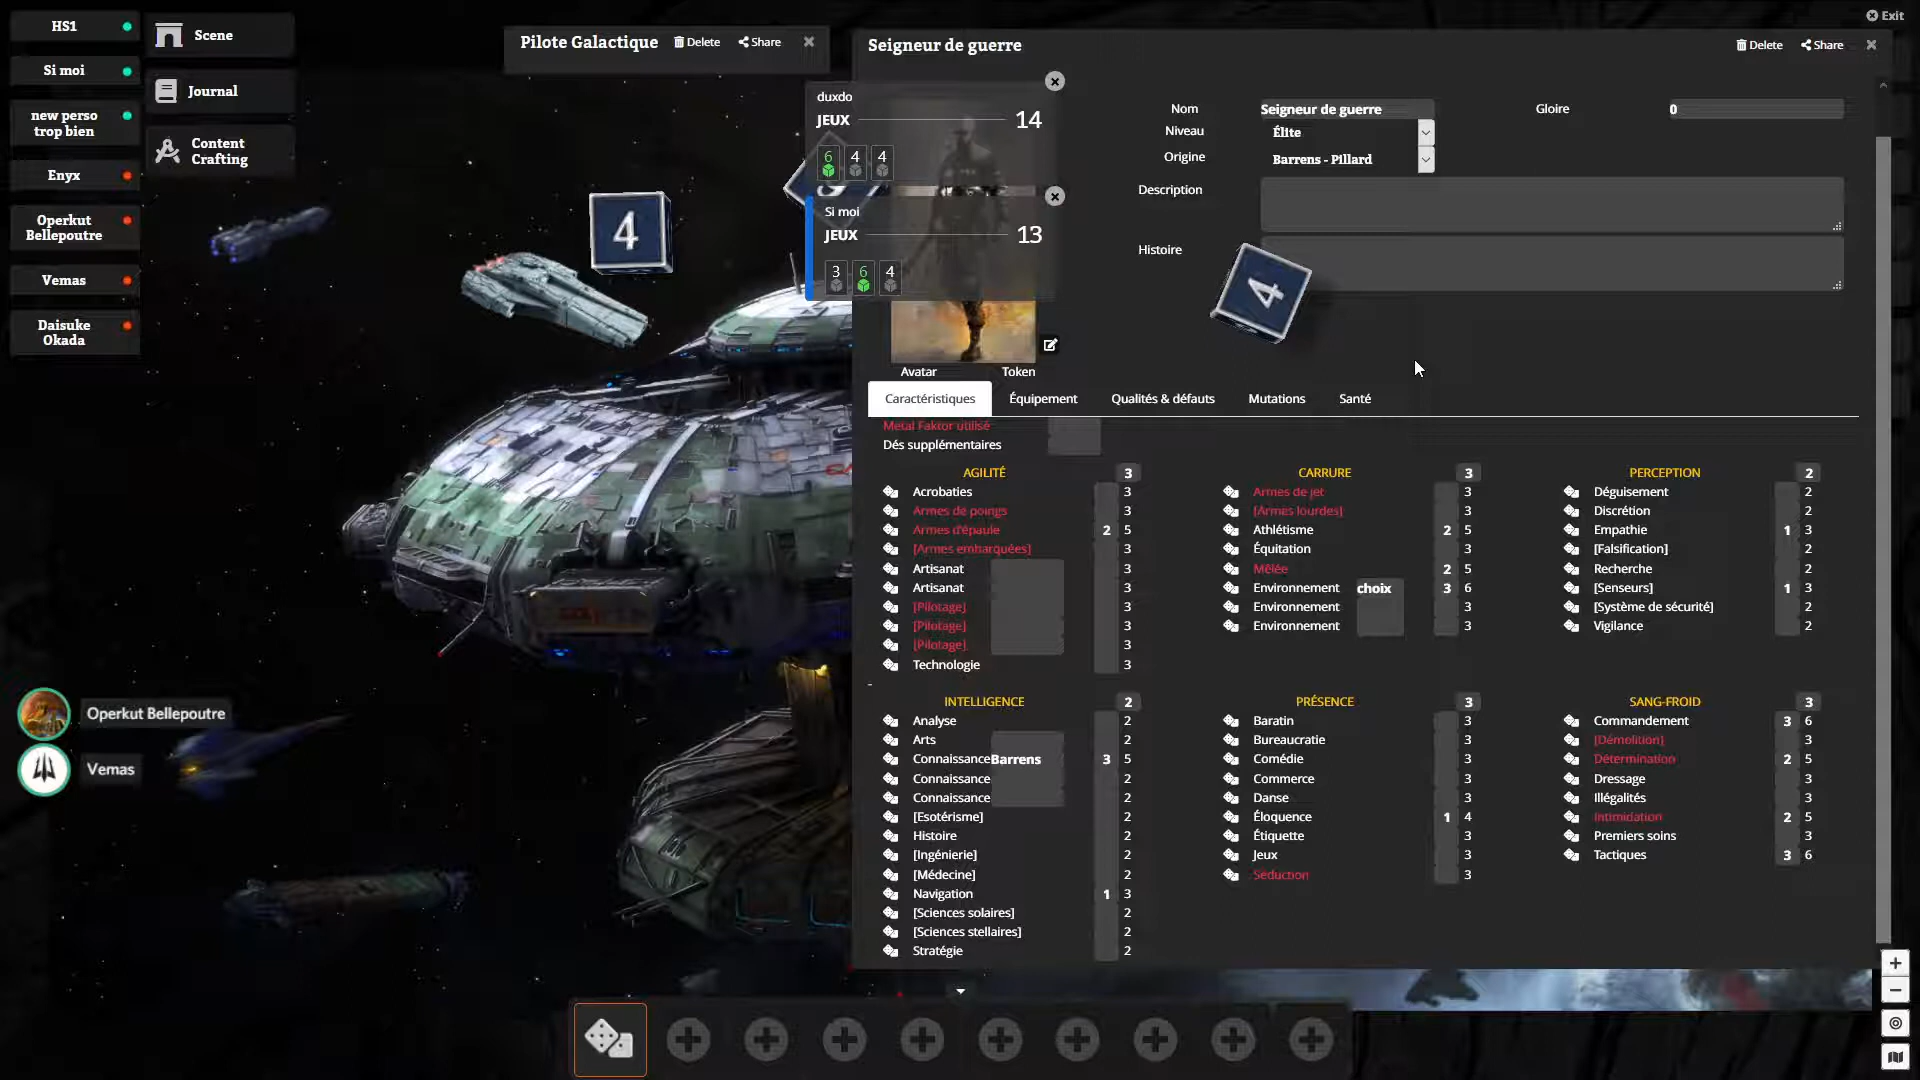 HS1
Si moi
new perso
trop bien
Enyx
Operkut
Bellepoutre
Vemas
Daisuke
Okada
Scene
Journal
Content
Crafting
Operkut Bellepoutre
Vemas
Exit
Pilote Galactique Delete Share
Seigneur de guerre Delete Share
duxdo
JEUX 14
6 4 4
Si moi
JEUX 13
3 6 4
4
4
Nom Seigneur de guerre Gloire 0
Niveau Élite
Origine Barrens - Pillard
Description
Histoire
Avatar Token
Caractéristiques Équipement Qualités & défauts Mutations Santé
Metal Faktor utilisé
Dés supplémentaires
AGILITÉ 3
Acrobaties 3
Armes de poings 3
Armes d'épaule 2 5
[Armes embarquées] 3
Artisanat 3
Artisanat 3
[Pilotage] 3
[Pilotage] 3
[Pilotage] 3
Technologie 3
CARRURE 3
Armes de jet 3
[Armes lourdes] 3
Athlétisme 2 5
Équitation 3
Mêlée 2 5
Environnement choix 3 6
Environnement 3
Environnement 3
PERCEPTION 2
Déguisement 2
Discrétion 2
Empathie 1 3
[Falsification] 2
Recherche 2
[Senseurs] 1 3
[Système de sécurité] 2
Vigilance 2
-
INTELLIGENCE 2
Analyse 2
Arts 2
Connaissance Barrens 3 5
Connaissance 2
Connaissance 2
[Esotérisme] 2
Histoire 2
[Ingénierie] 2
[Médecine] 2
Navigation 1 3
[Sciences solaires] 2
[Sciences stellaires] 2
Stratégie 2
PRÉSENCE 3
Baratin 3
Bureaucratie 3
Comédie 3
Commerce 3
Danse 3
Éloquence 1 4
Étiquette 3
Jeux 3
Séduction 3
SANG-FROID 3
Commandement 3 6
[Démolition] 3
Détermination 2 5
Dressage 3
Illégalités 3
Intimidation 2 5
Premiers soins 3
Tactiques 3 6